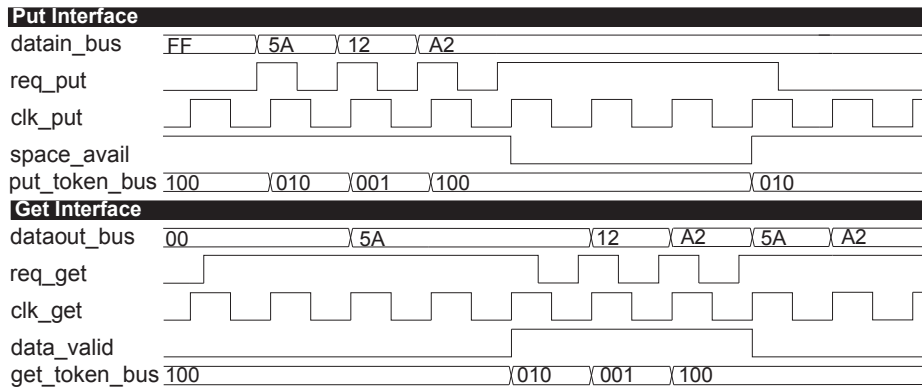 Put Interface
datain_bus FF 5A 12 A2
req_put
clk_put
space_avail
put_token_bus 100 010 001 100 010
Get Interface
dataout_bus 00 5A 12 A2 5A A2
req_get
clk_get
data_valid
get_token_bus 100 010 001 100